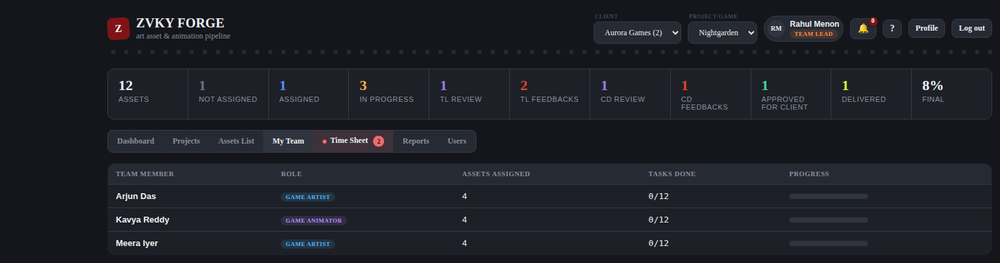 Z
ZVKY FORGE
art asset & animation pipeline
CLIENT
Aurora Games (2)
PROJECT/GAME
Nightgarden
RM
Rahul Menon
TEAM LEAD
0
?
Profile
Log out
12
ASSETS
1
NOT ASSIGNED
1
ASSIGNED
3
IN PROGRESS
1
TL REVIEW
2
TL FEEDBACKS
1
CD REVIEW
1
CD
FEEDBACKS
1
APPROVED
FOR CLIENT
1
DELIVERED
8%
FINAL
Dashboard Projects Assets List My Team Time Sheet 2 Reports Users
TEAM MEMBER ROLE ASSETS ASSIGNED TASKS DONE PROGRESS
Arjun Das GAME ARTIST 4 0/12
Kavya Reddy GAME ANIMATOR 4 0/12
Meera Iyer GAME ARTIST 4 0/12